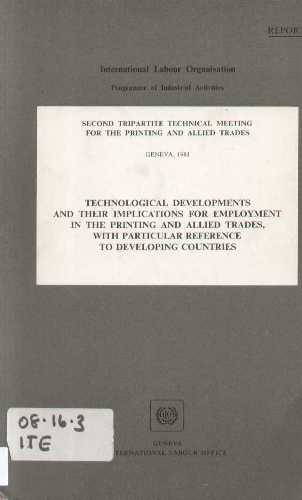 REPORT
International Labour Organisation
Programme of Industrial Activities
SECOND TRIPARTITE TECHNICAL MEETING
FOR THE PRINTING AND ALLIED TRADES
GENEVA, 1981
TECHNOLOGICAL DEVELOPMENTS
AND THEIR IMPLICATIONS FOR EMPLOYMENT
IN THE PRINTING AND ALLIED TRADES,
WITH PARTICULAR REFERENCE
TO DEVELOPING COUNTRIES
08.16.3
ITE
GENEVA
INTERNATIONAL LABOUR OFFICE